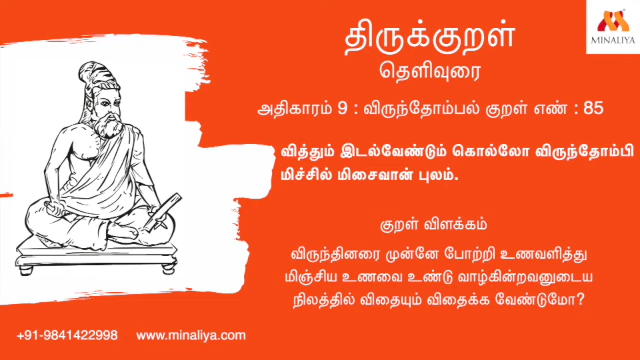 திருக்குறள்
தெளிவுரை
MINALIYA
அதிகாரம் 9 : விருந்தோம்பல் குறள் எண் : 85
வித்தும் இடல்வேண்டும் கொல்லோ விருந்தோம்பி
மிச்சில் மிசைவான் புலம்.
குறள் விளக்கம்
விருந்தினரை முன்னே போற்றி உணவளித்து
மிஞ்சிய உணவை உண்டு வாழ்கின்றவனுடைய
நிலத்தில் விதையும் விதைக்க வேண்டுமோ?
+91-9841422998 www.minaliya.com